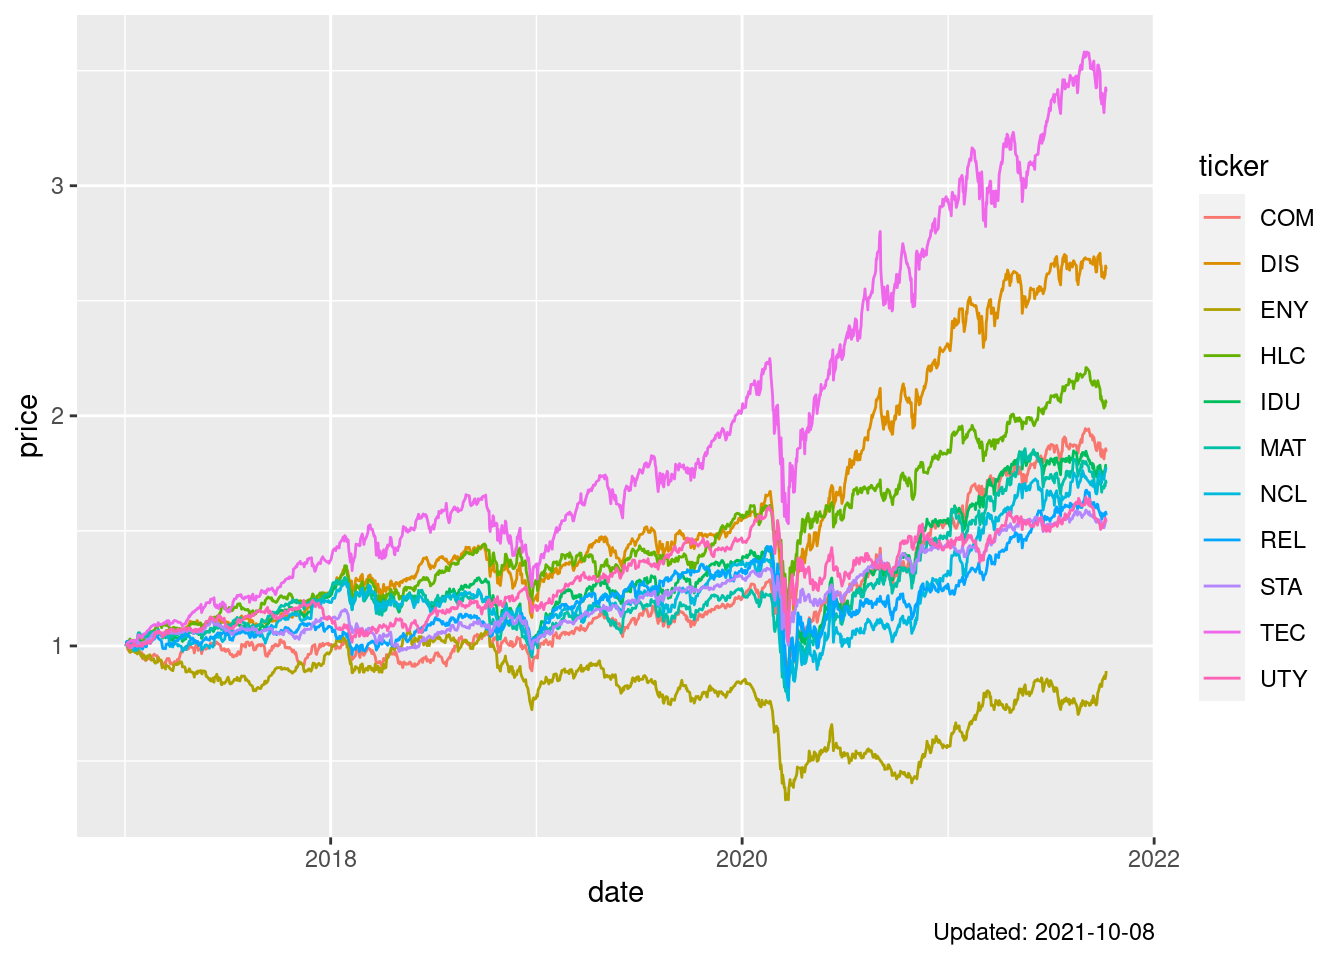 3
2
1
price
2018
2020
2022
date
ticker
COM
DIS
ENY
HLC
IDU
MAT
NCL
REL
STA
TEC
UTY
Updated: 2021-10-08